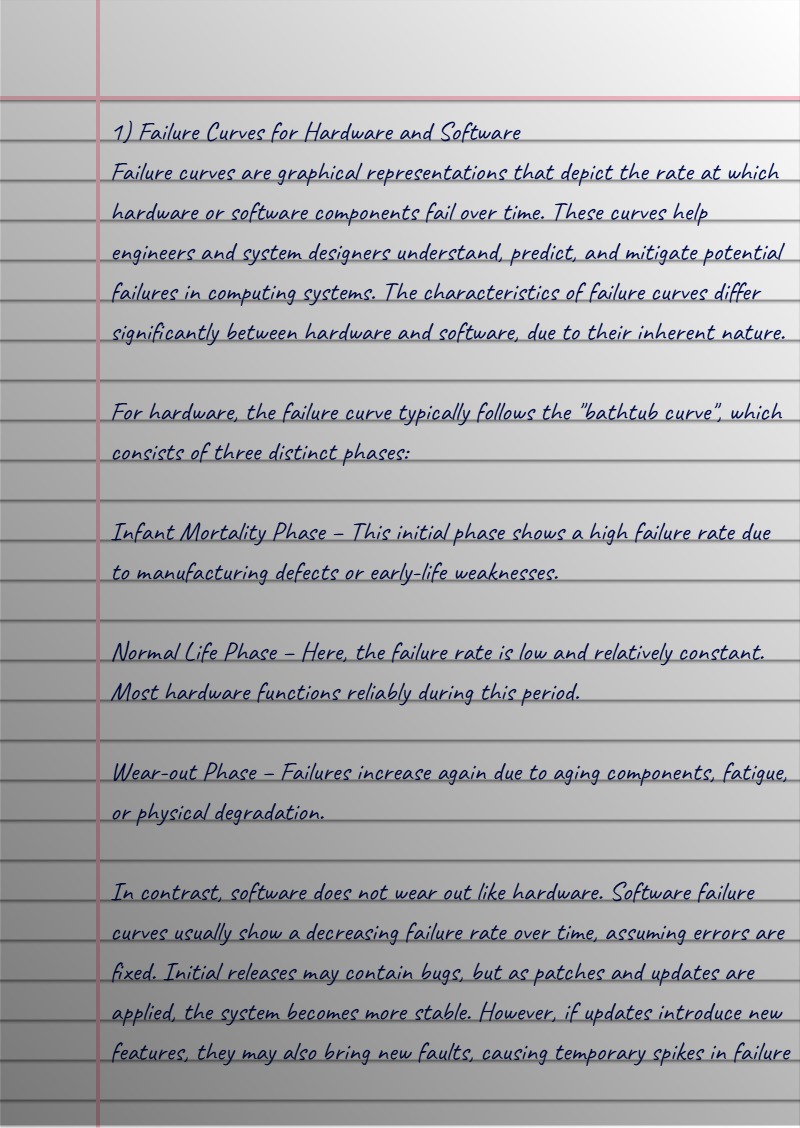 1) Failure Curves for Hardware and Software
Failure curves are graphical representations that depict the rate at which
hardware or software components fail over time. These curves help
engineers and system designers understand, predict, and mitigate potential
failures in computing systems. The characteristics of failure curves differ
significantly between hardware and software, due to their inherent nature.
For hardware, the failure curve typically follows the "bathtub curve", which
consists of three distinct phases:
Infant Mortality Phase – This initial phase shows a high failure rate due
to manufacturing defects or early-life weaknesses.
Normal Life Phase – Here, the failure rate is low and relatively constant.
Most hardware functions reliably during this period.
Wear-out Phase – Failures increase again due to aging components, fatigue,
or physical degradation.
In contrast, software does not wear out like hardware. Software failure
curves usually show a decreasing failure rate over time, assuming errors are
fixed. Initial releases may contain bugs, but as patches and updates are
applied, the system becomes more stable. However, if updates introduce new
features, they may also bring new faults, causing temporary spikes in failure